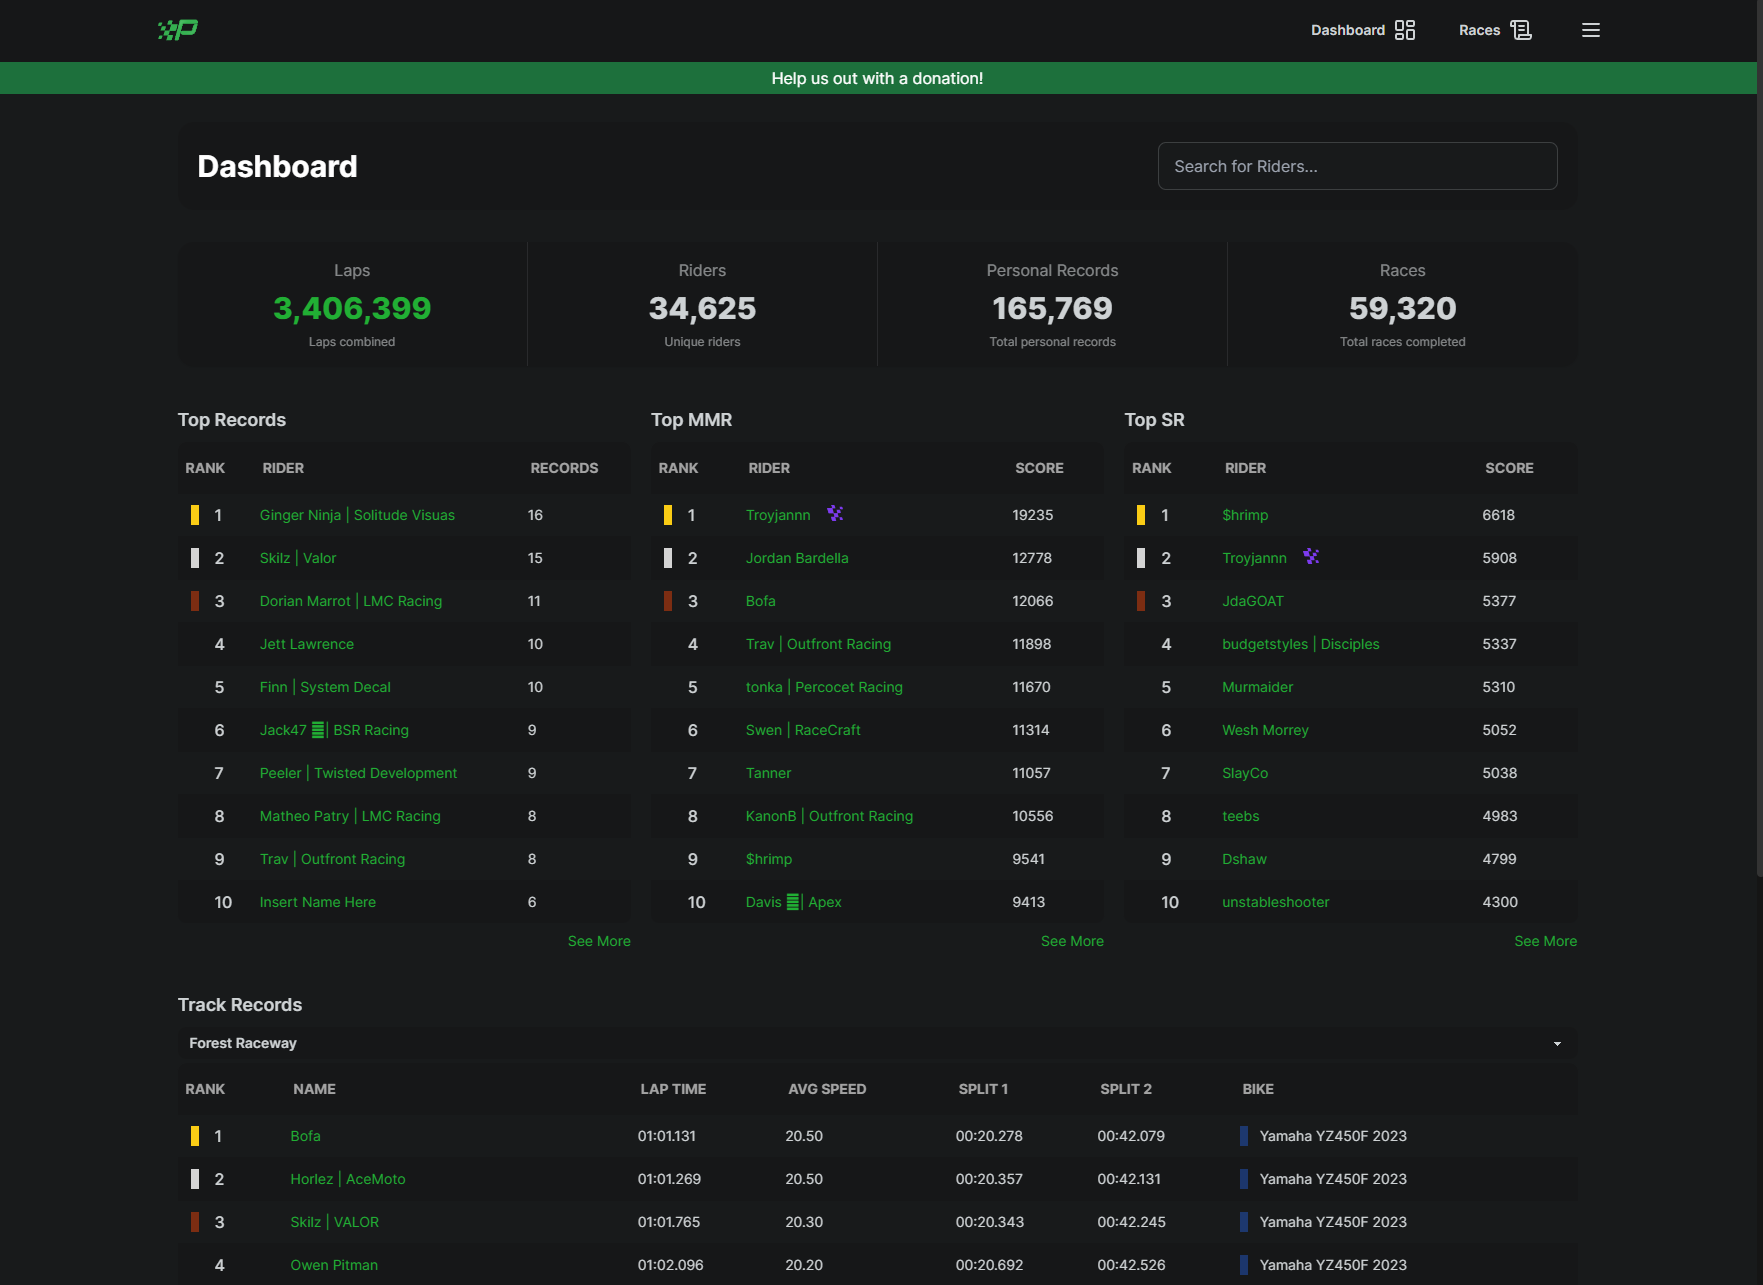 Dashboard Races
Help us out with a donation!
Dashboard
Search for Riders...
Laps Riders Personal Records Races
3,406,399 34,625 165,769 59,320
Laps combined Unique riders Total personal records Total races completed
Top Records
RANK RIDER RECORDS
1 Ginger Ninja | Solitude Visuas 16
2 Skilz | Valor 15
3 Dorian Marrot | LMC Racing 11
4 Jett Lawrence 10
5 Finn | System Decal 10
6 Jack47 | BSR Racing 9
7 Peeler | Twisted Development 9
8 Matheo Patry | LMC Racing 8
9 Trav | Outfront Racing 8
10 Insert Name Here 6
See More
Top MMR
RANK RIDER SCORE
1 Troyjannn 19235
2 Jordan Bardella 12778
3 Bofa 12066
4 Trav | Outfront Racing 11898
5 tonka | Percocet Racing 11670
6 Swen | RaceCraft 11314
7 Tanner 11057
8 KanonB | Outfront Racing 10556
9 $hrimp 9541
10 Davis | Apex 9413
See More
Top SR
RANK RIDER SCORE
1 $hrimp 6618
2 Troyjannn 5908
3 JdaGOAT 5377
4 budgetstyles | Disciples 5337
5 Murmaider 5310
6 Wesh Morrey 5052
7 SlayCo 5038
8 teebs 4983
9 Dshaw 4799
10 unstableshooter 4300
See More
Track Records
Forest Raceway
RANK NAME LAP TIME AVG SPEED SPLIT 1 SPLIT 2 BIKE
1 Bofa 01:01.131 20.50 00:20.278 00:42.079 Yamaha YZ450F 2023
2 Horlez | AceMoto 01:01.269 20.50 00:20.357 00:42.131 Yamaha YZ450F 2023
3 Skilz | VALOR 01:01.765 20.30 00:20.343 00:42.245 Yamaha YZ450F 2023
4 Owen Pitman 01:02.096 20.20 00:20.692 00:42.526 Yamaha YZ450F 2023